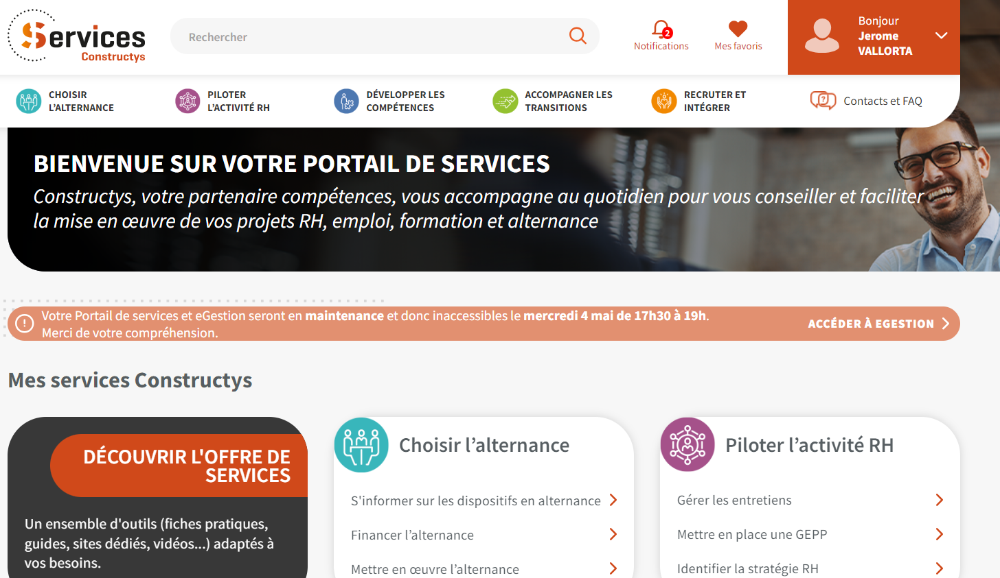 Services
Constructys
Rechercher
2
Notifications
Mes favoris
Bonjour
Jerome
VALLORTA
CHOISIR
L’ALTERNANCE
PILOTER
L’ACTIVITÉ RH
DÉVELOPPER LES
COMPÉTENCES
ACCOMPAGNER LES
TRANSITIONS
RECRUTER ET
INTÉGRER
Contacts et FAQ
BIENVENUE SUR VOTRE PORTAIL DE SERVICES
Constructys, votre partenaire compétences, vous accompagne au quotidien pour vous conseiller et faciliter
la mise en œuvre de vos projets RH, emploi, formation et alternance
Votre Portail de services et eGestion seront en maintenance et donc inaccessibles le mercredi 4 mai de 17h30 à 19h.
Merci de votre compréhension.
ACCÉDER À EGESTION
Mes services Constructys
DÉCOUVRIR L'OFFRE DE
SERVICES
Un ensemble d'outils (fiches pratiques,
guides, sites dédiés, vidéos...) adaptés à
vos besoins.
Choisir l’alternance
S'informer sur les dispositifs en alternance
Financer l’alternance
Mettre en œuvre l’alternance
Piloter l’activité RH
Gérer les entretiens
Mettre en place une GEPP
Identifier la stratégie RH